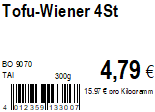 Tofu-Wiener 4St
BO 9070
TAI 300g
4,79 €
15.97 € pro Kilogramm
4 012359 133007